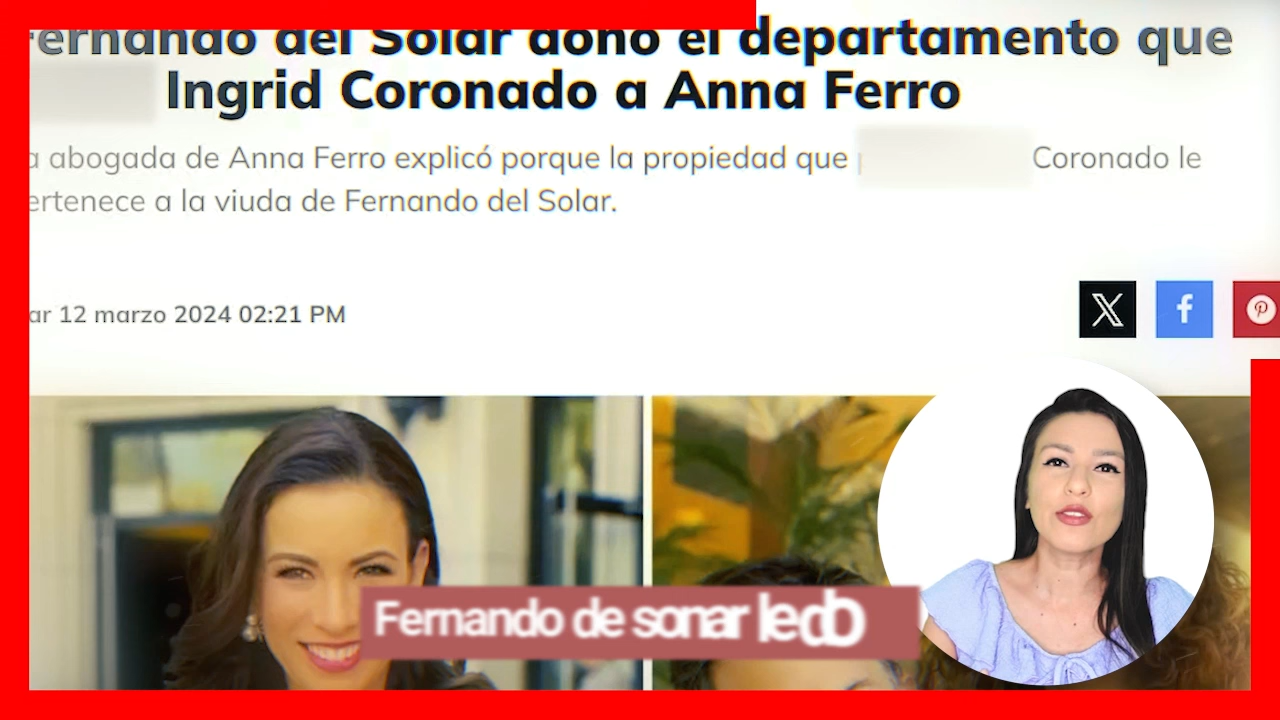 Fernando del Solar donó el departamento que
Ingrid Coronado a Anna Ferro
a abogada de Anna Ferro explicó porque la propiedad que Coronado le
ertenece a la viuda de Fernando del Solar.
ar 12 marzo 2024 02:21 PM
Fernando de sonar